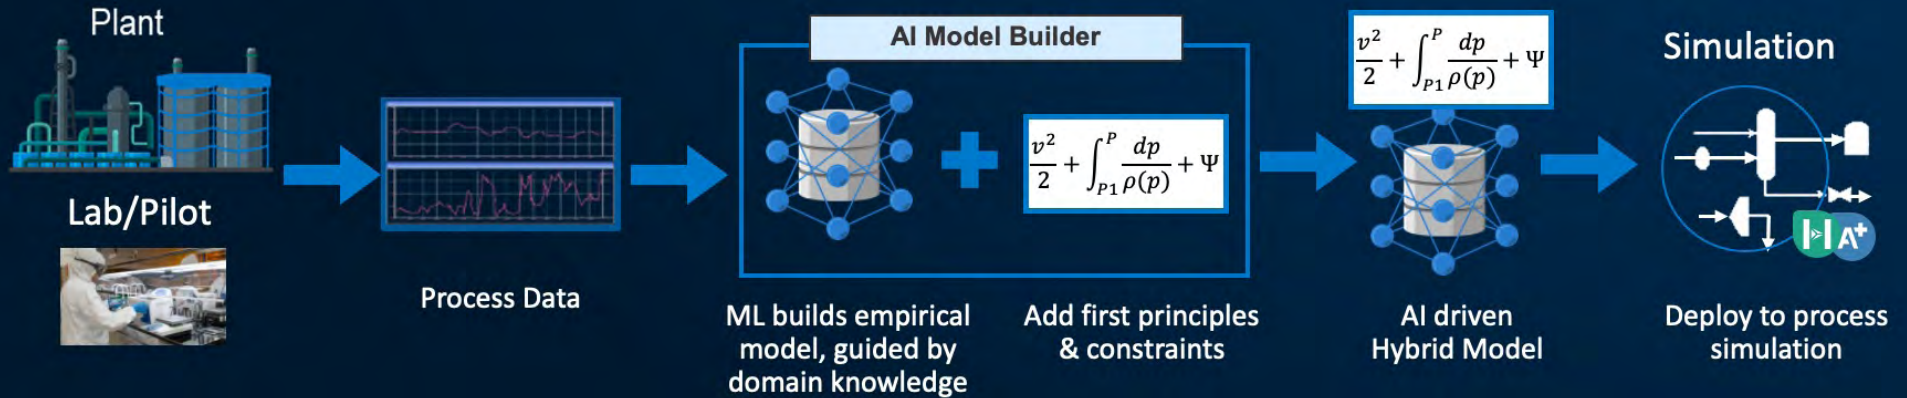 Plant
Lab/Pilot
Process Data
AI Model Builder
v²/2 + ∫_{P1}^{P} dp/ρ(p) + Ψ
ML builds empirical
model, guided by
domain knowledge
Add first principles
& constraints
v²/2 + ∫_{P1}^{P} dp/ρ(p) + Ψ
AI driven
Hybrid Model
Simulation
H A+
Deploy to process
simulation